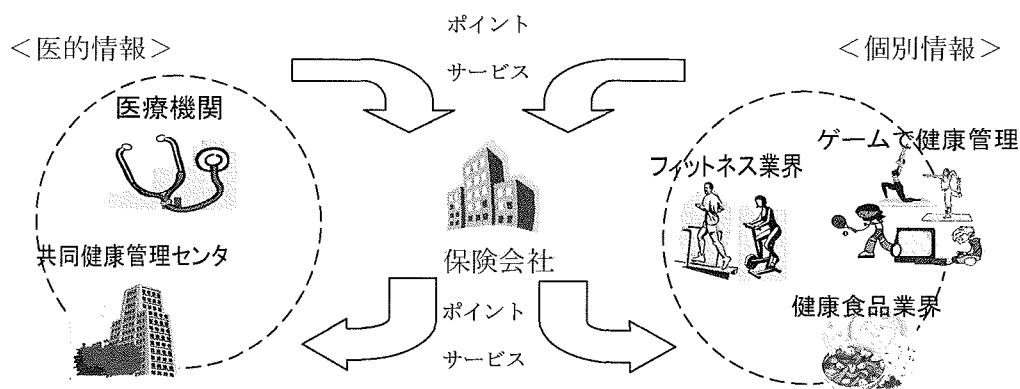 ポイント
サービス
＜医的情報＞
＜個別情報＞
医療機関
ゲームで健康管理
フィットネス業界
共同健康管理センタ
保険会社
健康食品業界
ポイント
サービス